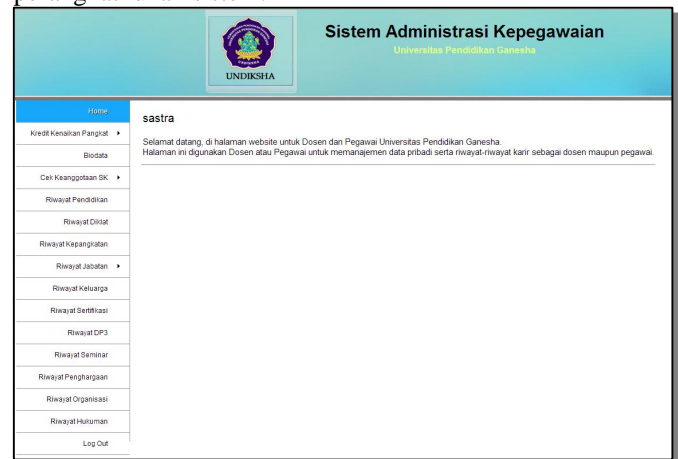 Sistem Administrasi Kepegawaian
Universitas Pendidikan Ganesha
UNDIKSHA
Home
Kredit Kenaikan Pangkat
Biodata
Cek Keanggotaan SK
Riwayat Pendidikan
Riwayat Diklat
Riwayat Kepangkatan
Riwayat Jabatan
Riwayat Keluarga
Riwayat Sertifikasi
Riwayat DP3
Riwayat Seminar
Riwayat Penghargaan
Riwayat Organisasi
Riwayat Hukuman
Log Out
sastra
Selamat datang, di halaman website untuk Dosen dan Pegawai Universitas Pendidikan Ganesha.
Halaman ini digunakan Dosen atau Pegawai untuk memanajemen data pribadi serta riwayat-riwayat karir sebagai dosen maupun pegawai.